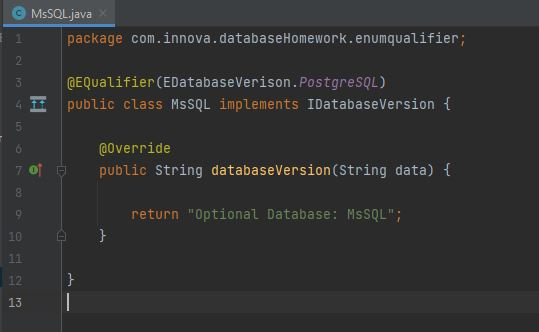 MsSQL.java
1 package com.innova.databaseHomework.enumqualifier;
2
3 @EQualifier(EDatabaseVerison.PostgreSQL)
4 public class MsSQL implements IDatabaseVersion {
5
6 @Override
7 public String databaseVersion(String data) {
8
9 return "Optional Database: MsSQL";
10 }
11
12 }
13